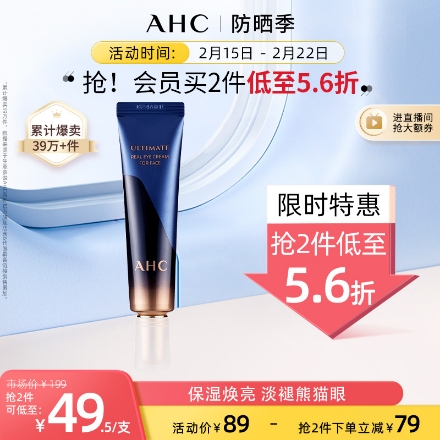 AHC | 防晒季
活动时间： 2月15日 - 2月22日
抢！会员买2件低至5.6折
累计爆卖
39万+件
进直播间
抢大额券
ULTIMATE
REAL EYE CREAM
FOR FACE
AHC
限时特惠
抢2件低至
5.6折
市场价¥199
抢2件
可低至:
¥49.5/支
保湿焕亮 淡褪熊猫眼
活动价¥89 - 抢2件下单立减¥79